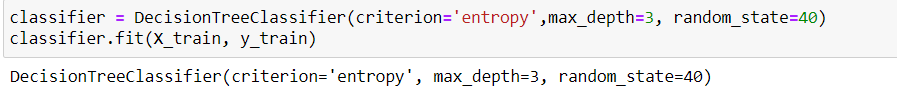 classifier = DecisionTreeClassifier(criterion='entropy',max_depth=3, random_state=40)
classifier.fit(X_train, y_train)
DecisionTreeClassifier(criterion='entropy', max_depth=3, random_state=40)